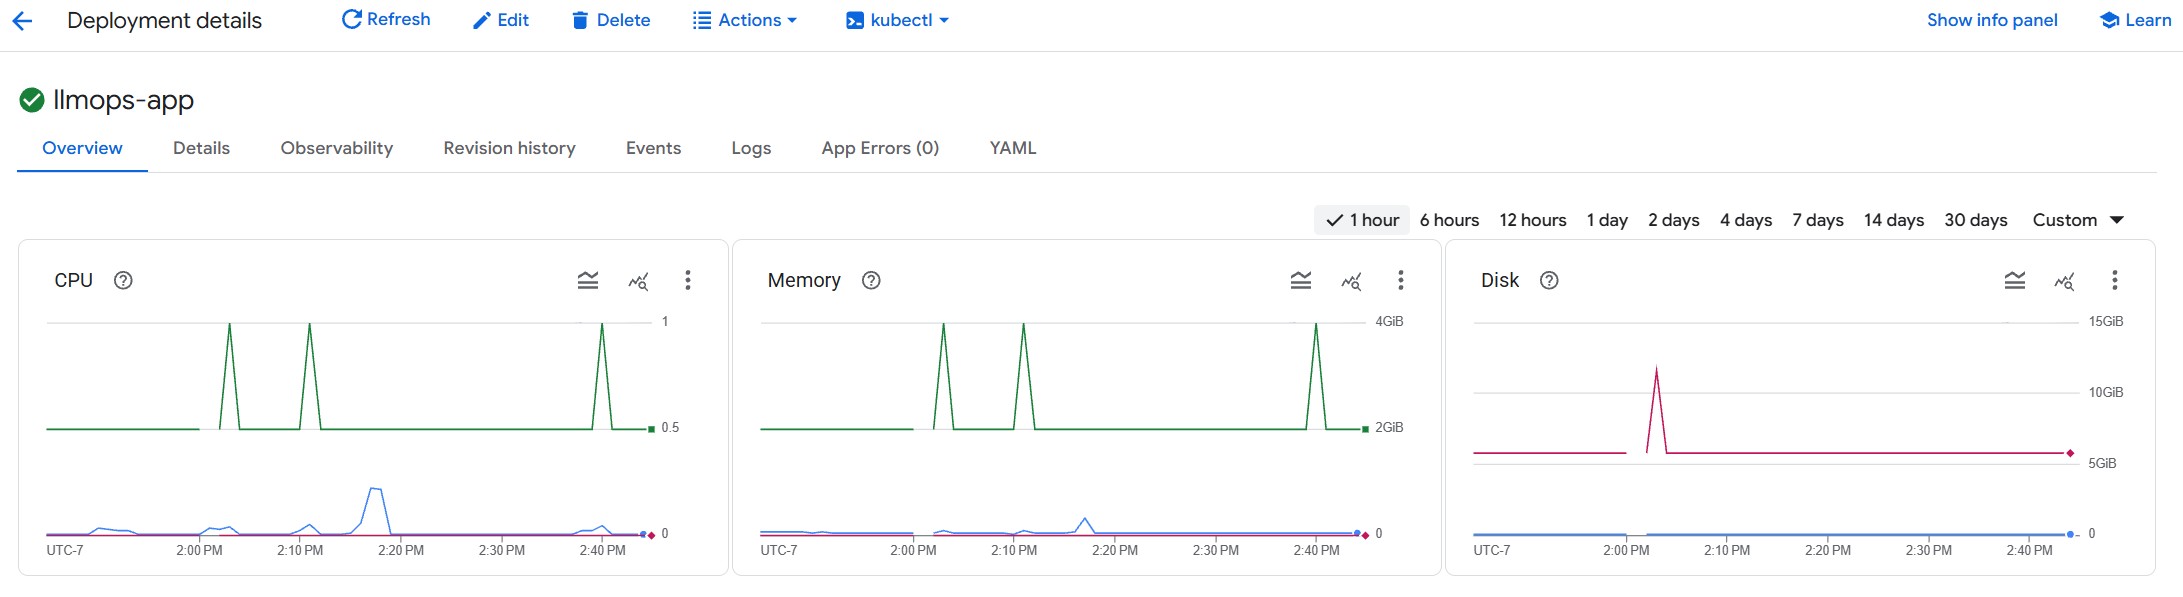 Deployment details Refresh Edit Delete Actions kubectl Show info panel Learn
llmops-app
Overview Details Observability Revision history Events Logs App Errors (0) YAML
1 hour 6 hours 12 hours 1 day 2 days 4 days 7 days 14 days 30 days Custom
CPU
1
0.5
0
UTC-7 2:00 PM 2:10 PM 2:20 PM 2:30 PM 2:40 PM
Memory
4GiB
2GiB
0
UTC-7 2:00 PM 2:10 PM 2:20 PM 2:30 PM 2:40 PM
Disk
15GiB
10GiB
5GiB
0
UTC-7 2:00 PM 2:10 PM 2:20 PM 2:30 PM 2:40 PM